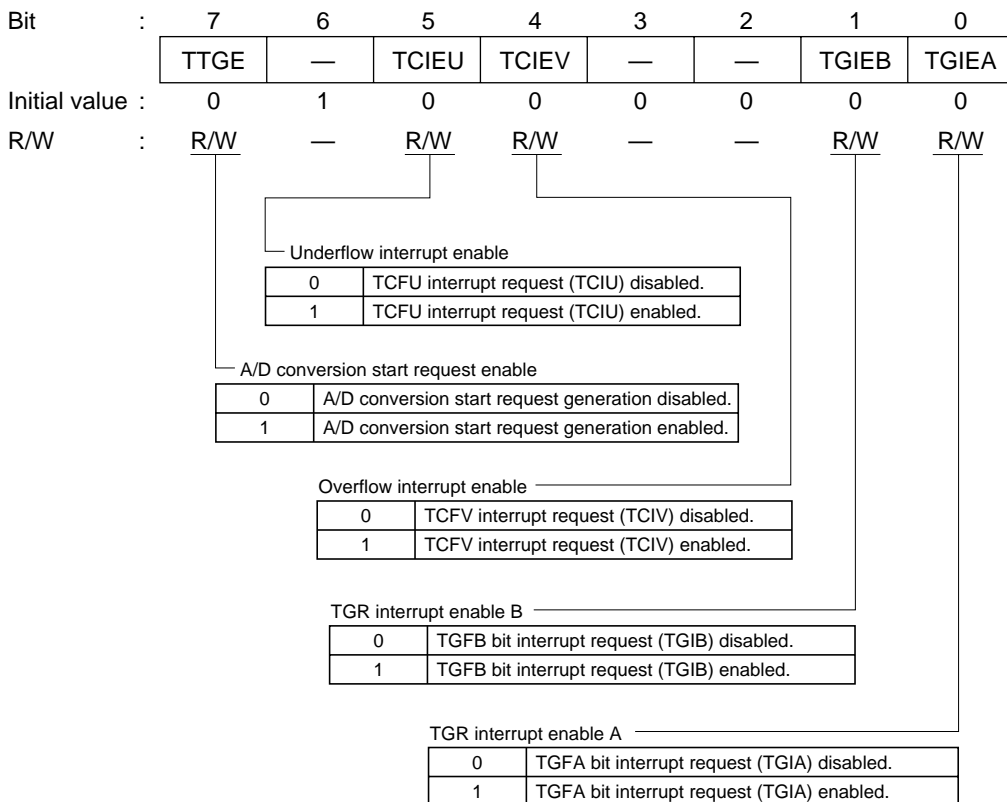 Bit : 7 6 5 4 3 2 1 0
TTGE — TCIEU TCIEV — — TGIEB TGIEA
Initial value : 0 1 0 0 0 0 0 0
R/W : R/W — R/W R/W — — R/W R/W
Underflow interrupt enable
0 TCFU interrupt request (TCIU) disabled.
1 TCFU interrupt request (TCIU) enabled.
A/D conversion start request enable
0 A/D conversion start request generation disabled.
1 A/D conversion start request generation enabled.
Overflow interrupt enable
0 TCFV interrupt request (TCIV) disabled.
1 TCFV interrupt request (TCIV) enabled.
TGR interrupt enable B
0 TGFB bit interrupt request (TGIB) disabled.
1 TGFB bit interrupt request (TGIB) enabled.
TGR interrupt enable A
0 TGFA bit interrupt request (TGIA) disabled.
1 TGFA bit interrupt request (TGIA) enabled.